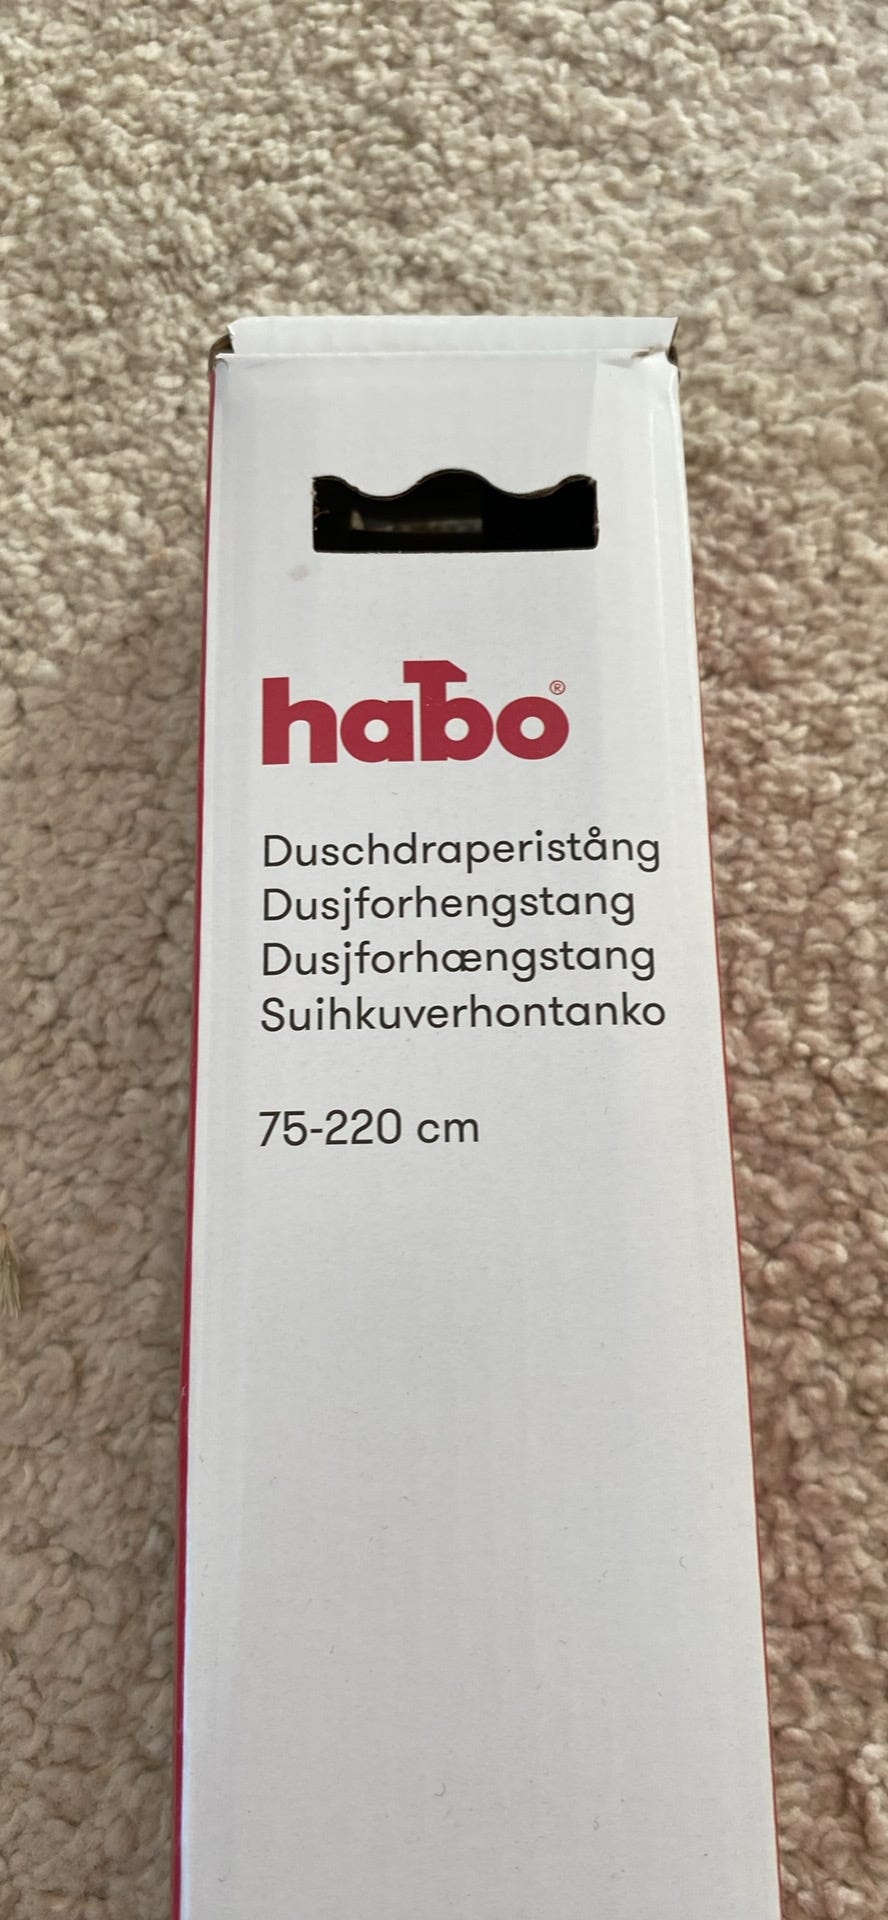 habo®
Duschdraperistång
Dusjforhengstang
Dusjforhængstang
Suihkuverhontanko
75-220 cm